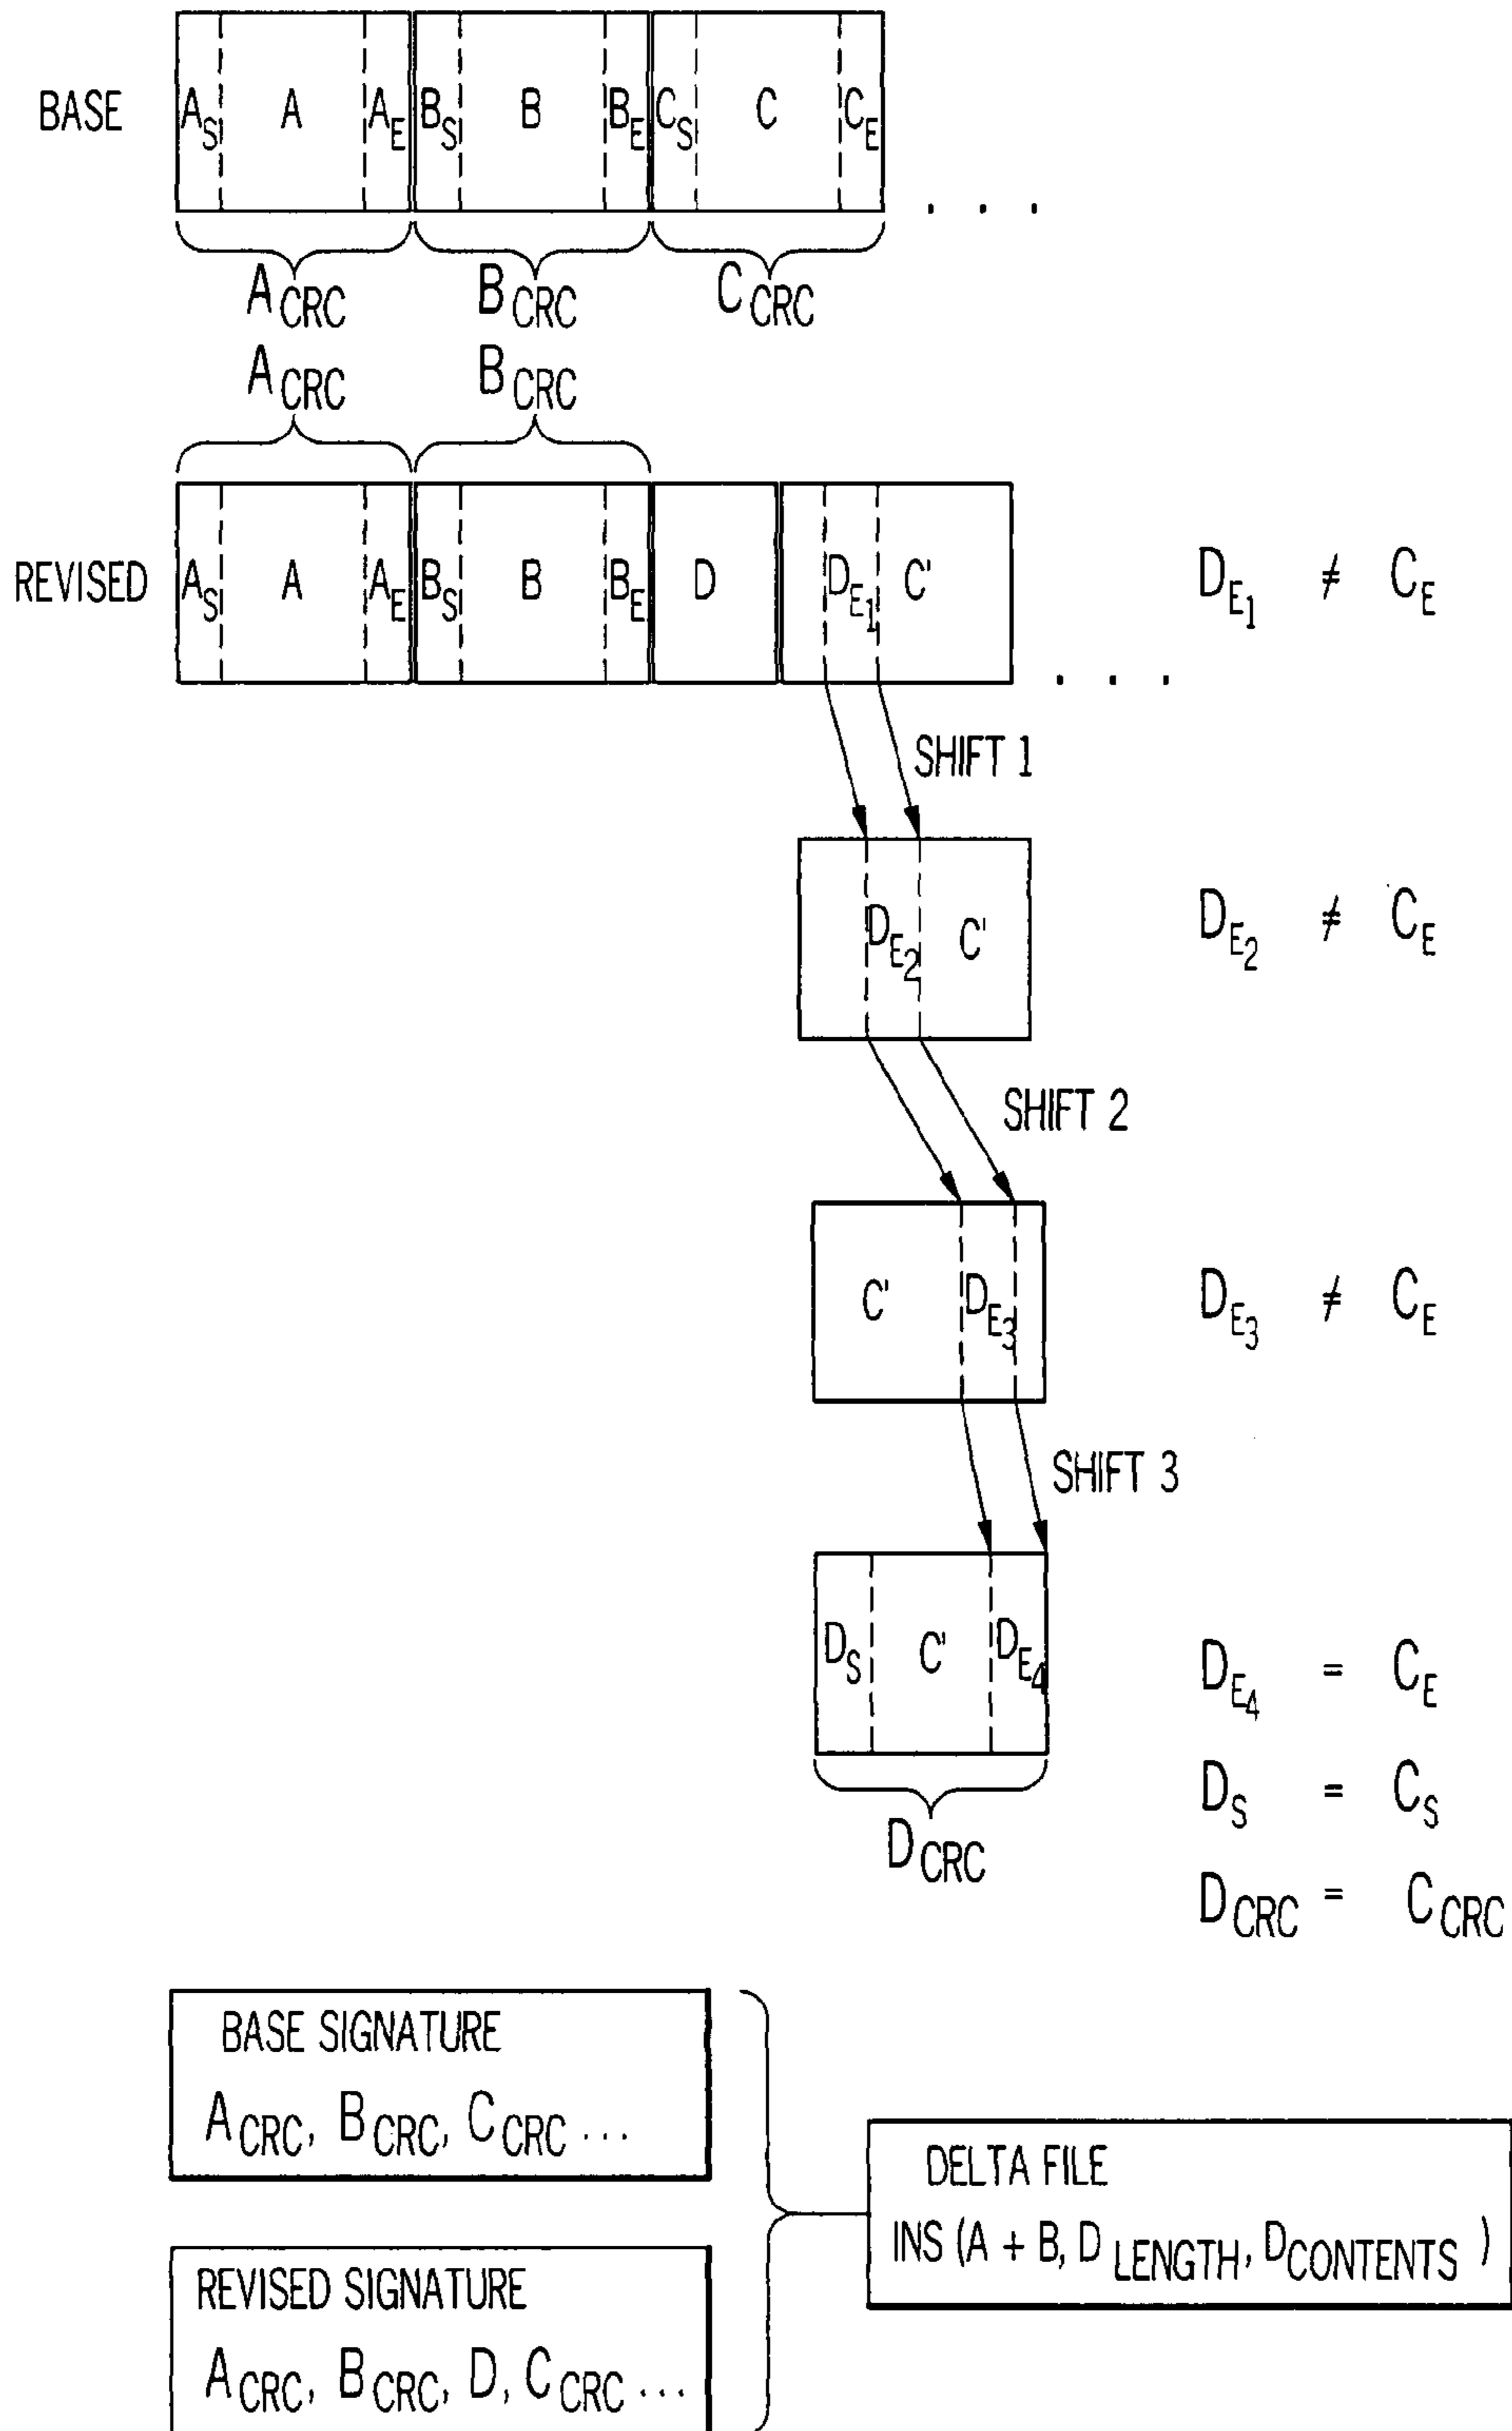 BASE A_S A A_E B_S B B_E C_S C C_E . . .
A_CRC B_CRC C_CRC
A_CRC B_CRC
REVISED A_S A A_E B_S B B_E D D_E1 C' . . . D_E1 ≠ C_E
SHIFT 1
D_E2 C' D_E2 ≠ C_E
SHIFT 2
C' D_E3 D_E3 ≠ C_E
SHIFT 3
D_S C' D_E4 D_E4 = C_E
D_S = C_S
D_CRC
D_CRC = C_CRC
BASE SIGNATURE
A_CRC, B_CRC, C_CRC ...
DELTA FILE
INS (A + B, D_LENGTH, D_CONTENTS )
REVISED SIGNATURE
A_CRC, B_CRC, D, C_CRC ...